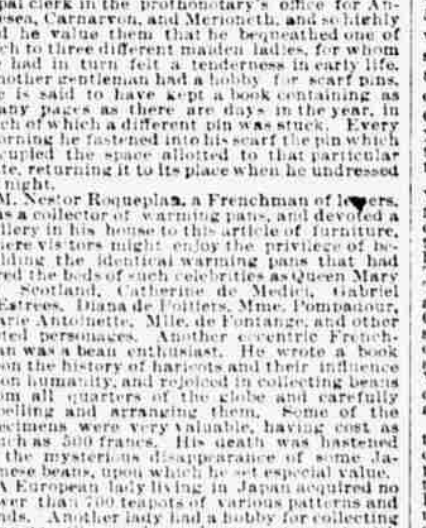 pal clerk in the prothonotary's office for An-
esea, Carnarvon, and Merioneth, and so highly
d he value them that he bequeathed one of
ch to three different maiden ladies, for whom
had in turn felt a tenderness in early life.
nother gentleman had a hobby for scarf pins.
e is said to have kept a book containing as
any pages as there are days in the year, in
ch of which a different pin was stuck. Every
orning he fastened into his scarf the pin which
cupied the space allotted to that particular
te, returning it to its place when he undressed
night.
M. Nestor Roqueplan, a Frenchman of letters,
as a collector of warming pans, and devoted a
llery in his house to this article of furniture,
here vis tors might enjoy the privilege of be-
lding the identical warming pans that had
red the beds of such celebrities as Queen Mary
Scotland, Catherine de Medici, Gabriel
Estrees, Diana de Poitiers, Mme. Pompadour,
arie Antoinette, Mlle. de Fontange, and other
ted personages. Another eccentric French-
an was a bean enthusiast. He wrote a book
on the history of haricots and their influence
on humanity, and rejoiced in collecting beans
om all quarters of the globe and carefully
belling and arranging them. Some of the
ecimens were very valuable, having cost as
uch as 500 francs. His death was hastened
the mysterious disappearance of some Ja-
nese beans, upon which he set especial value.
A European lady living in Japan acquired no
wer than 700 teapots of various patterns and
nds. Another lady had a hobby for collecting